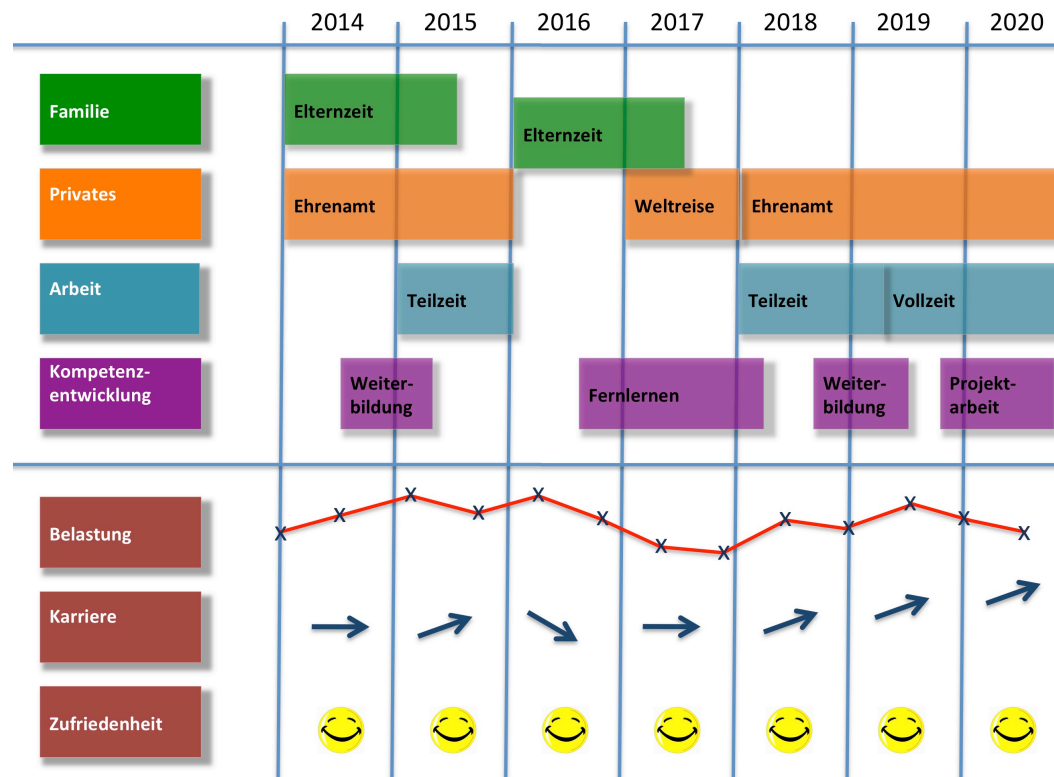 2014 2015 2016 2017 2018 2019 2020
Familie
Elternzeit
Elternzeit
Privates
Ehrenamt
Weltreise
Ehrenamt
Arbeit
Teilzeit
Teilzeit
Vollzeit
Kompetenz-
entwicklung
Weiter-
bildung
Fernlernen
Weiter-
bildung
Projekt-
arbeit
Belastung
X X X X X X X X X X X X X
Karriere
Zufriedenheit